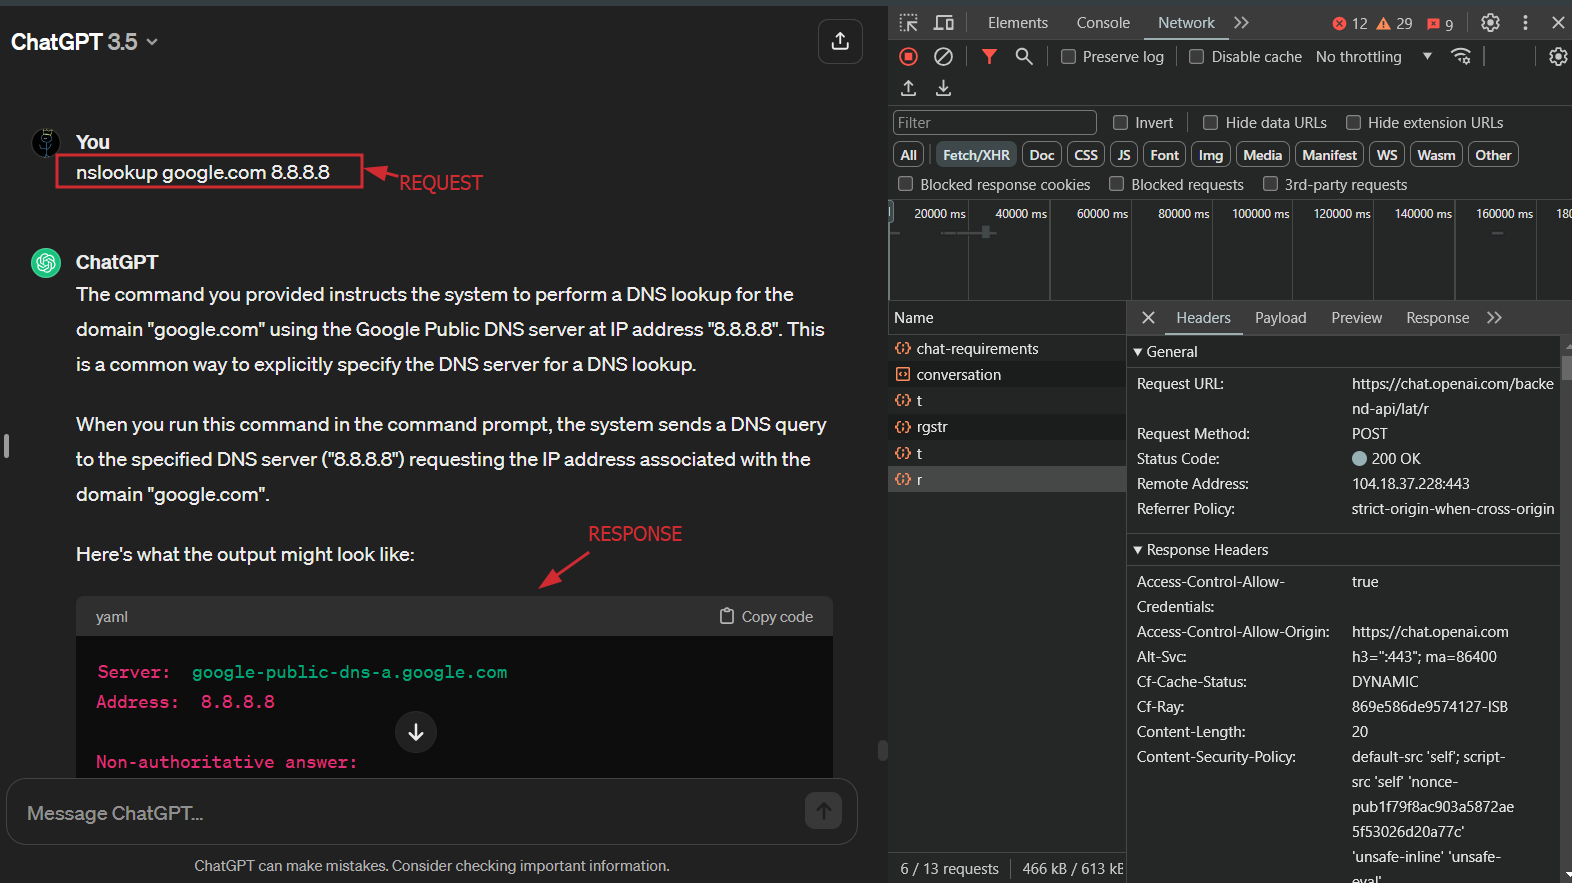 ChatGPT 3.5
You
nslookup google.com 8.8.8.8
REQUEST
ChatGPT
The command you provided instructs the system to perform a DNS lookup for the
domain "google.com" using the Google Public DNS server at IP address "8.8.8.8". This
is a common way to explicitly specify the DNS server for a DNS lookup.
When you run this command in the command prompt, the system sends a DNS query
to the specified DNS server ("8.8.8.8") requesting the IP address associated with the
domain "google.com".
RESPONSE
Here's what the output might look like:
yaml
Copy code
Server: google-public-dns-a.google.com
Address: 8.8.8.8
Non-authoritative answer:
Message ChatGPT...
ChatGPT can make mistakes. Consider checking important information.
Elements Console Network 12 29 9
Preserve log Disable cache No throttling
Filter Invert Hide data URLs Hide extension URLs
All Fetch/XHR Doc CSS JS Font Img Media Manifest WS Wasm Other
Blocked response cookies Blocked requests 3rd-party requests
20000 ms 40000 ms 60000 ms 80000 ms 100000 ms 120000 ms 140000 ms 160000 ms 180
Name
chat-requirements
conversation
t
rgstr
t
r
6 / 13 requests 466 kB / 613 kB
Headers Payload Preview Response
General
Request URL: https://chat.openai.com/backe
nd-api/lat/r
Request Method: POST
Status Code: 200 OK
Remote Address: 104.18.37.228:443
Referrer Policy: strict-origin-when-cross-origin
Response Headers
Access-Control-Allow- true
Credentials:
Access-Control-Allow-Origin: https://chat.openai.com
Alt-Svc: h3=":443"; ma=86400
Cf-Cache-Status: DYNAMIC
Cf-Ray: 869e586de9574127-ISB
Content-Length: 20
Content-Security-Policy: default-src 'self'; script-
src 'self' 'nonce-
pub1f79f8ac903a5872ae
5f53026d20a77c'
'unsafe-inline' 'unsafe-
eval'